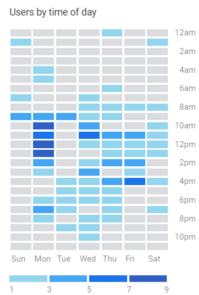 Users by time of day
12am
2am
4am
6am
8am
10am
12pm
2pm
4pm
6pm
8pm
10pm
Sun Mon Tue Wed Thu Fri Sat
1 3 5 7 9